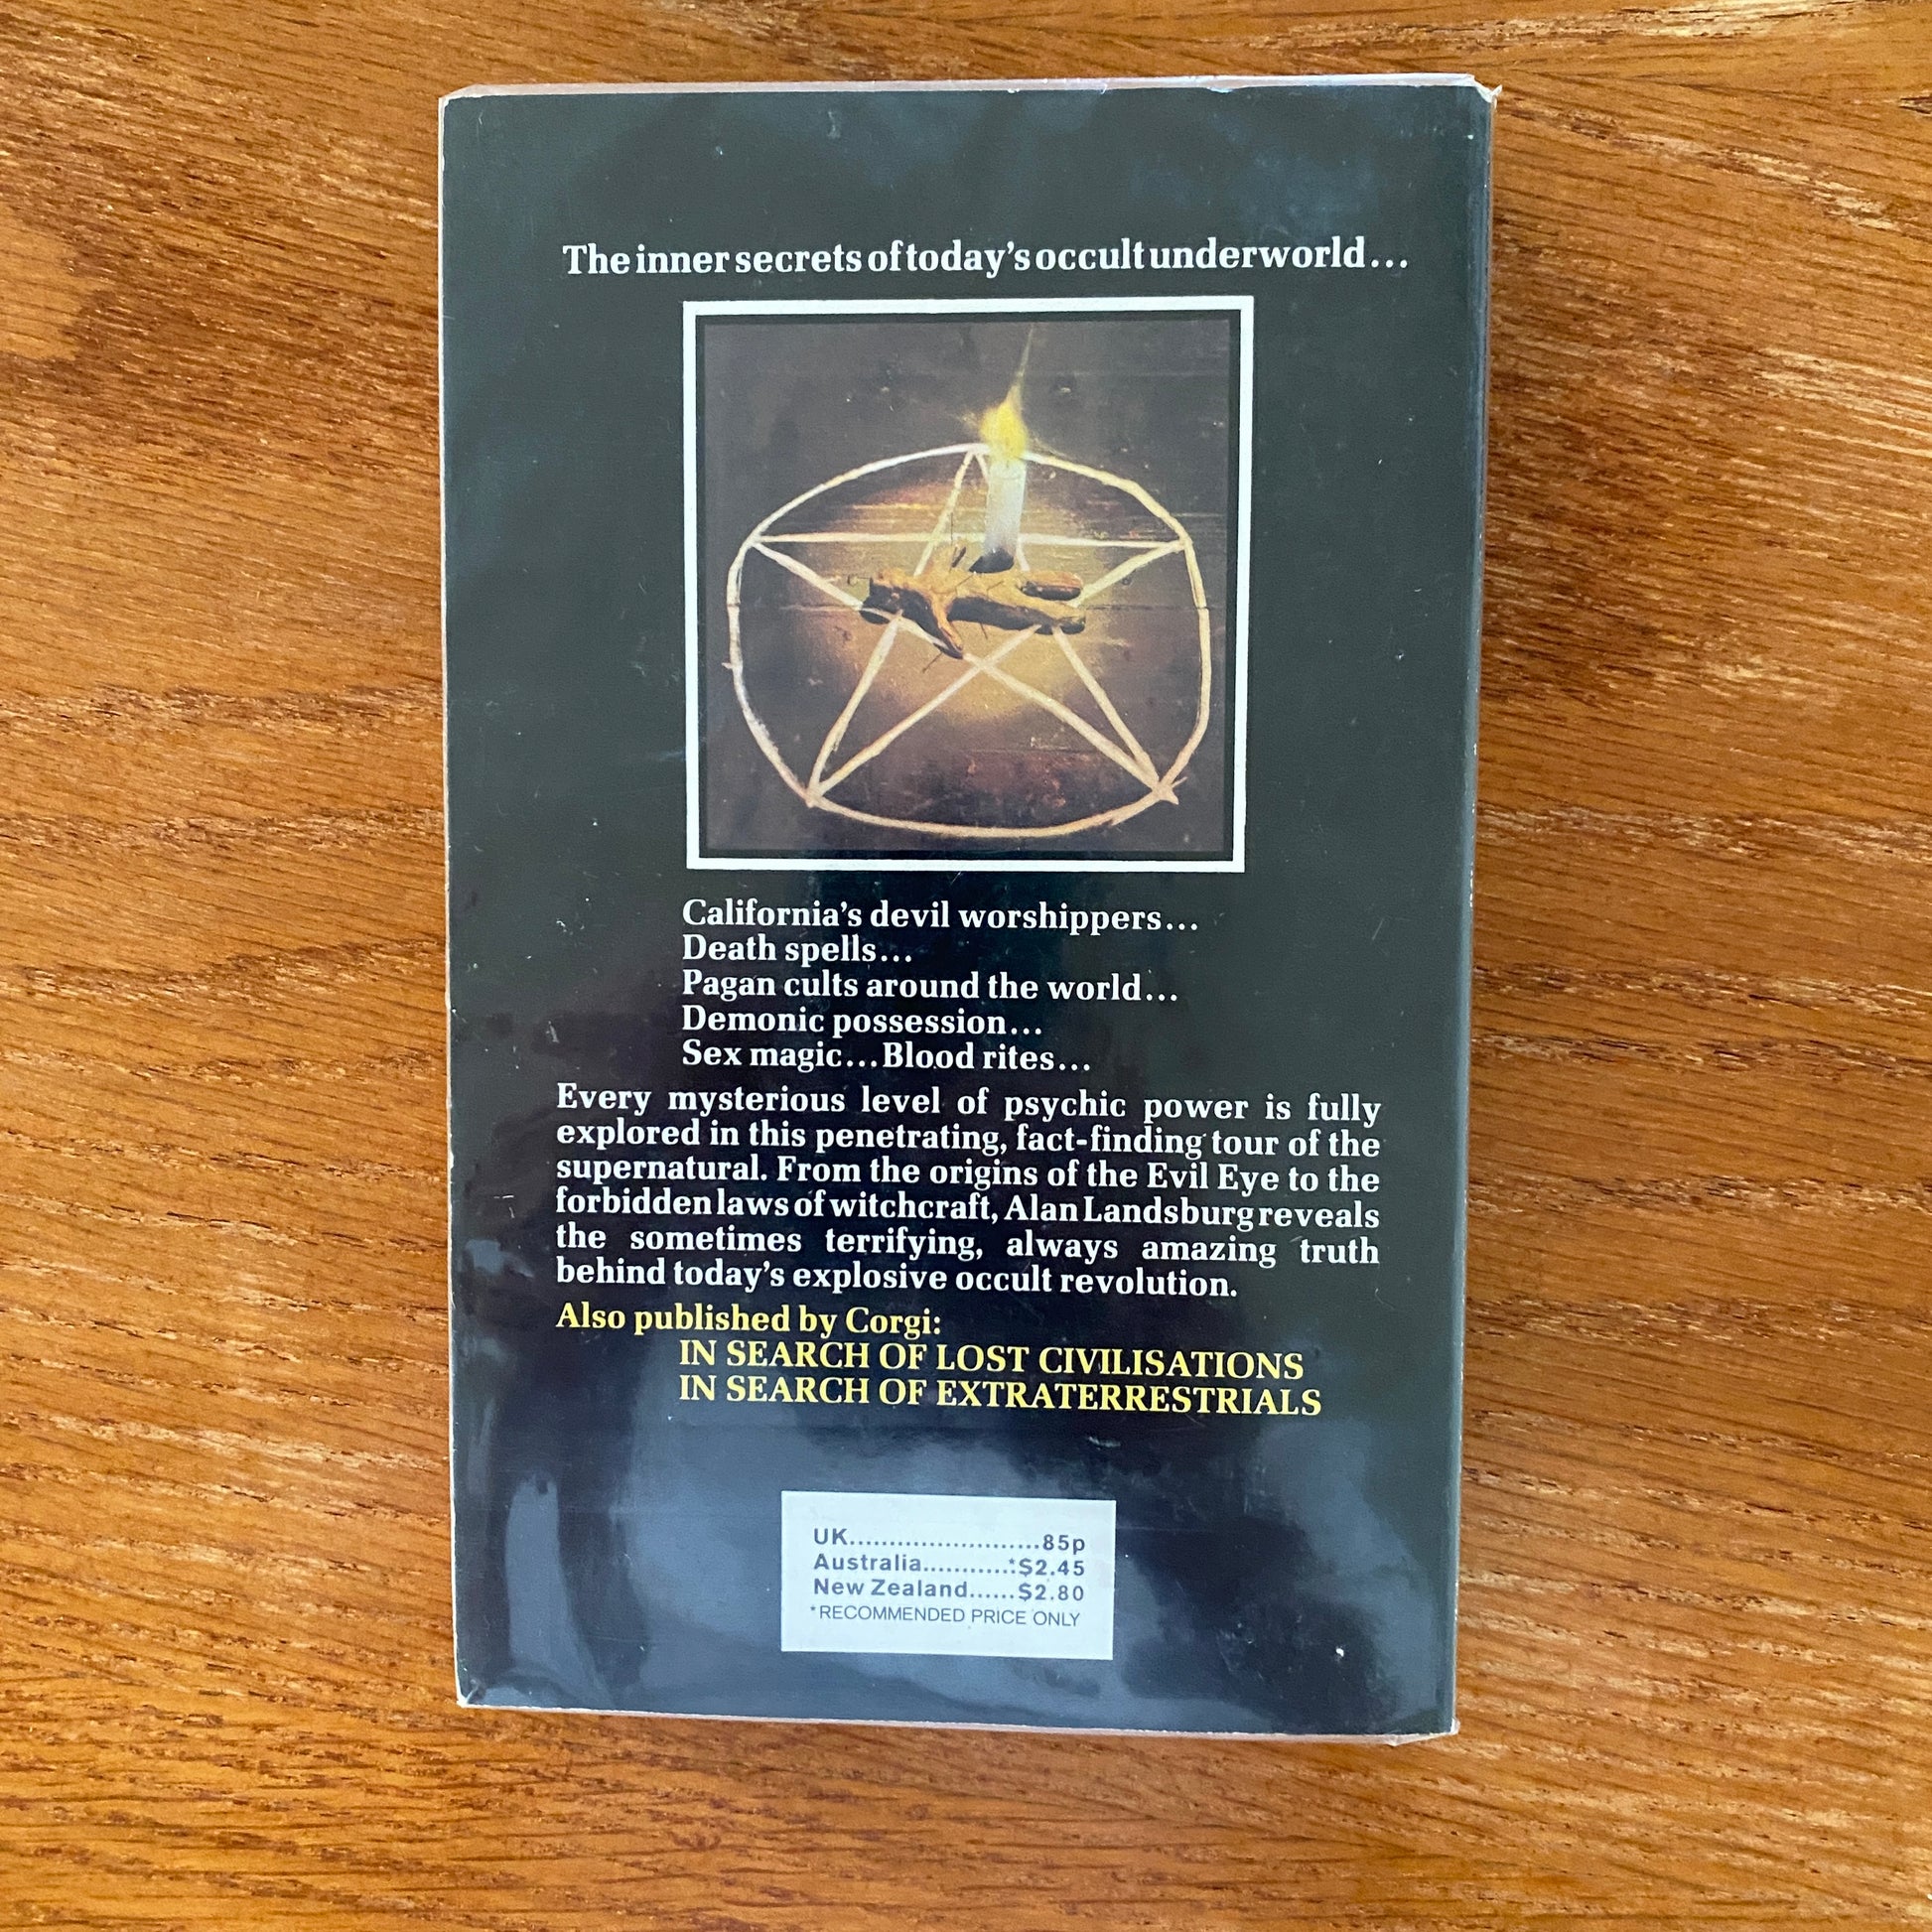 The inner secrets of today's occult underworld...
California's devil worshippers...
Death spells...
Pagan cults around the world...
Demonic possession...
Sex magic...Blood rites...
Every mysterious level of psychic power is fully
explored in this penetrating, fact-finding tour of the
supernatural. From the origins of the Evil Eye to the
forbidden laws of witchcraft, Alan Landsburg reveals
the sometimes terrifying, always amazing truth
behind today's explosive occult revolution.
Also published by Corgi:
IN SEARCH OF LOST CIVILISATIONS
IN SEARCH OF EXTRATERRESTRIALS
UK........................85p
Australia............*$2.45
New Zealand......$2.80
*RECOMMENDED PRICE ONLY